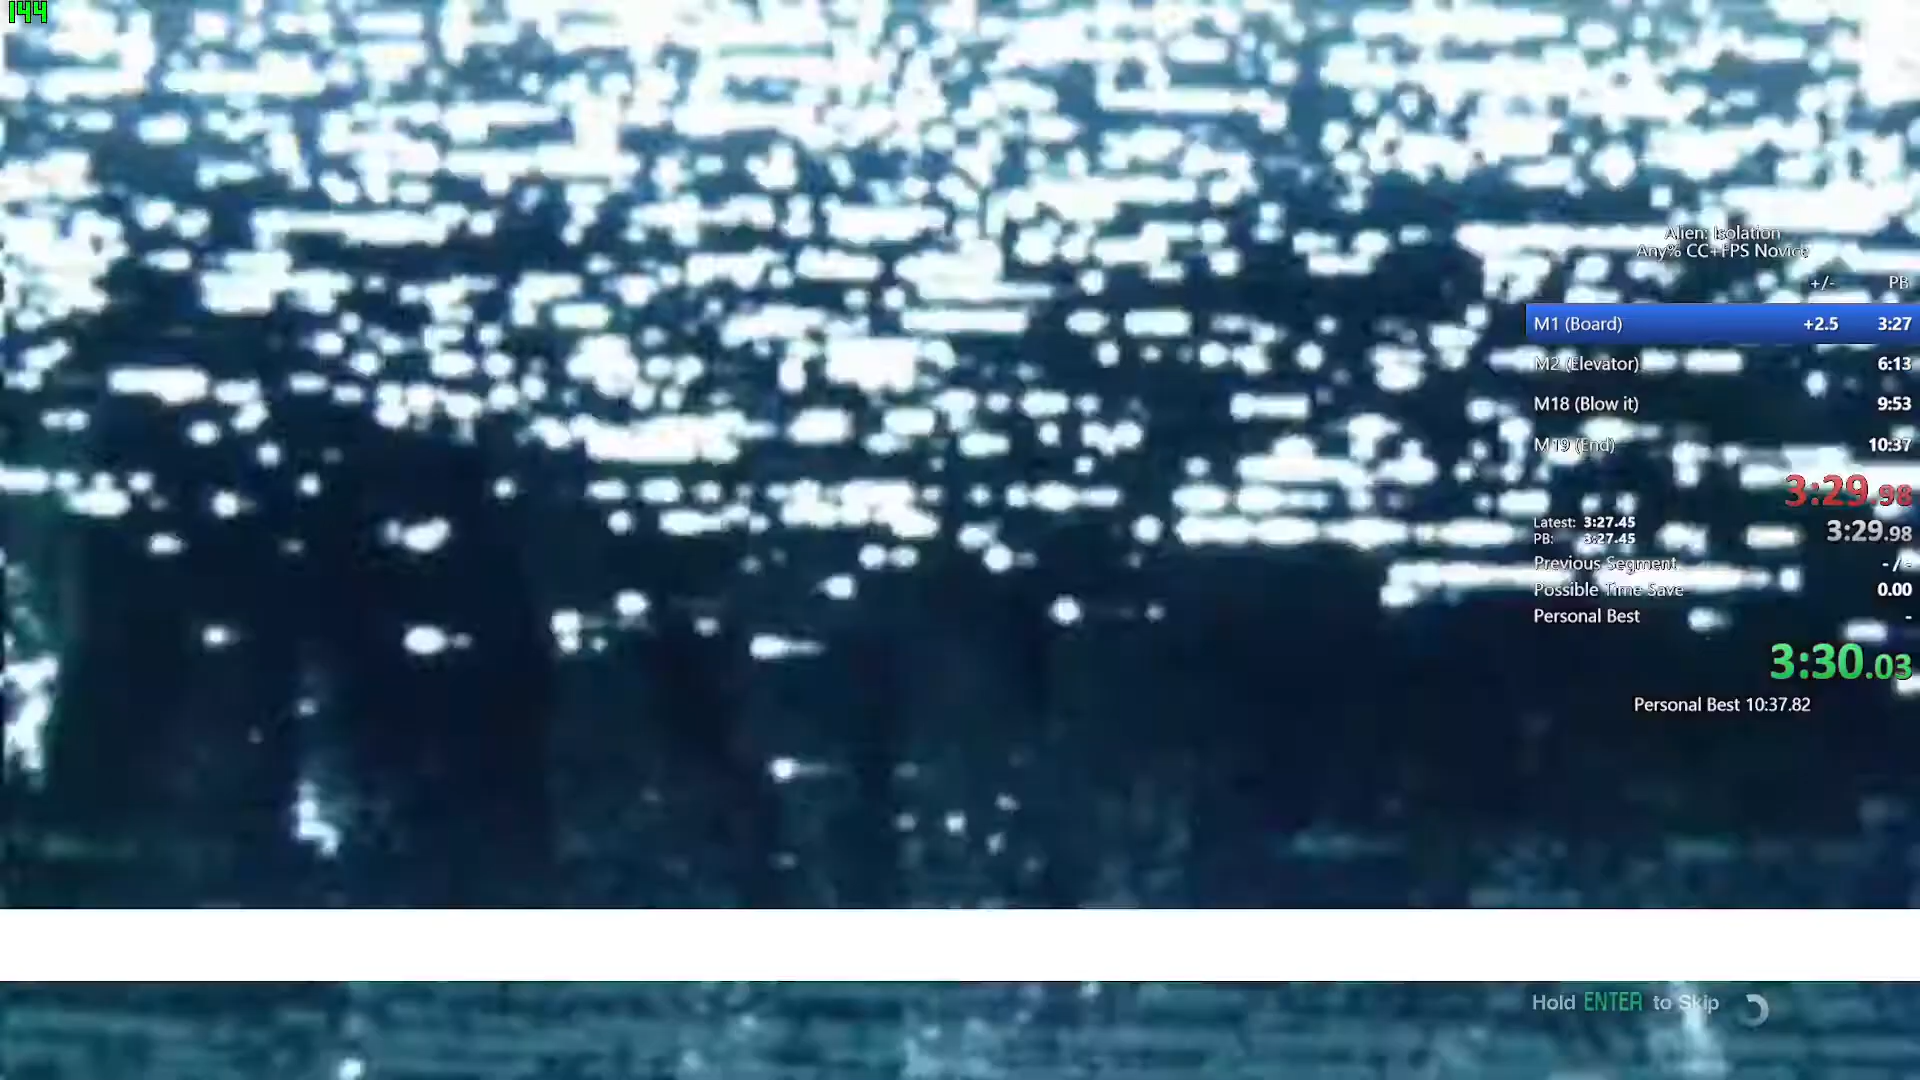 144
Alien: Isolation
Any% CC+FPS Novice
+/- PB
M1 (Board) +2.5 3:27
M2 (Elevator) 6:13
M18 (Blow it) 9:53
M19 (End) 10:37
3:29.98
Latest: 3:27.45
PB: 3:27.45
3:29.98
Previous Segment - / -
Possible Time Save 0.00
Personal Best -
3:30.03
Personal Best 10:37.82
Hold ENTER to Skip